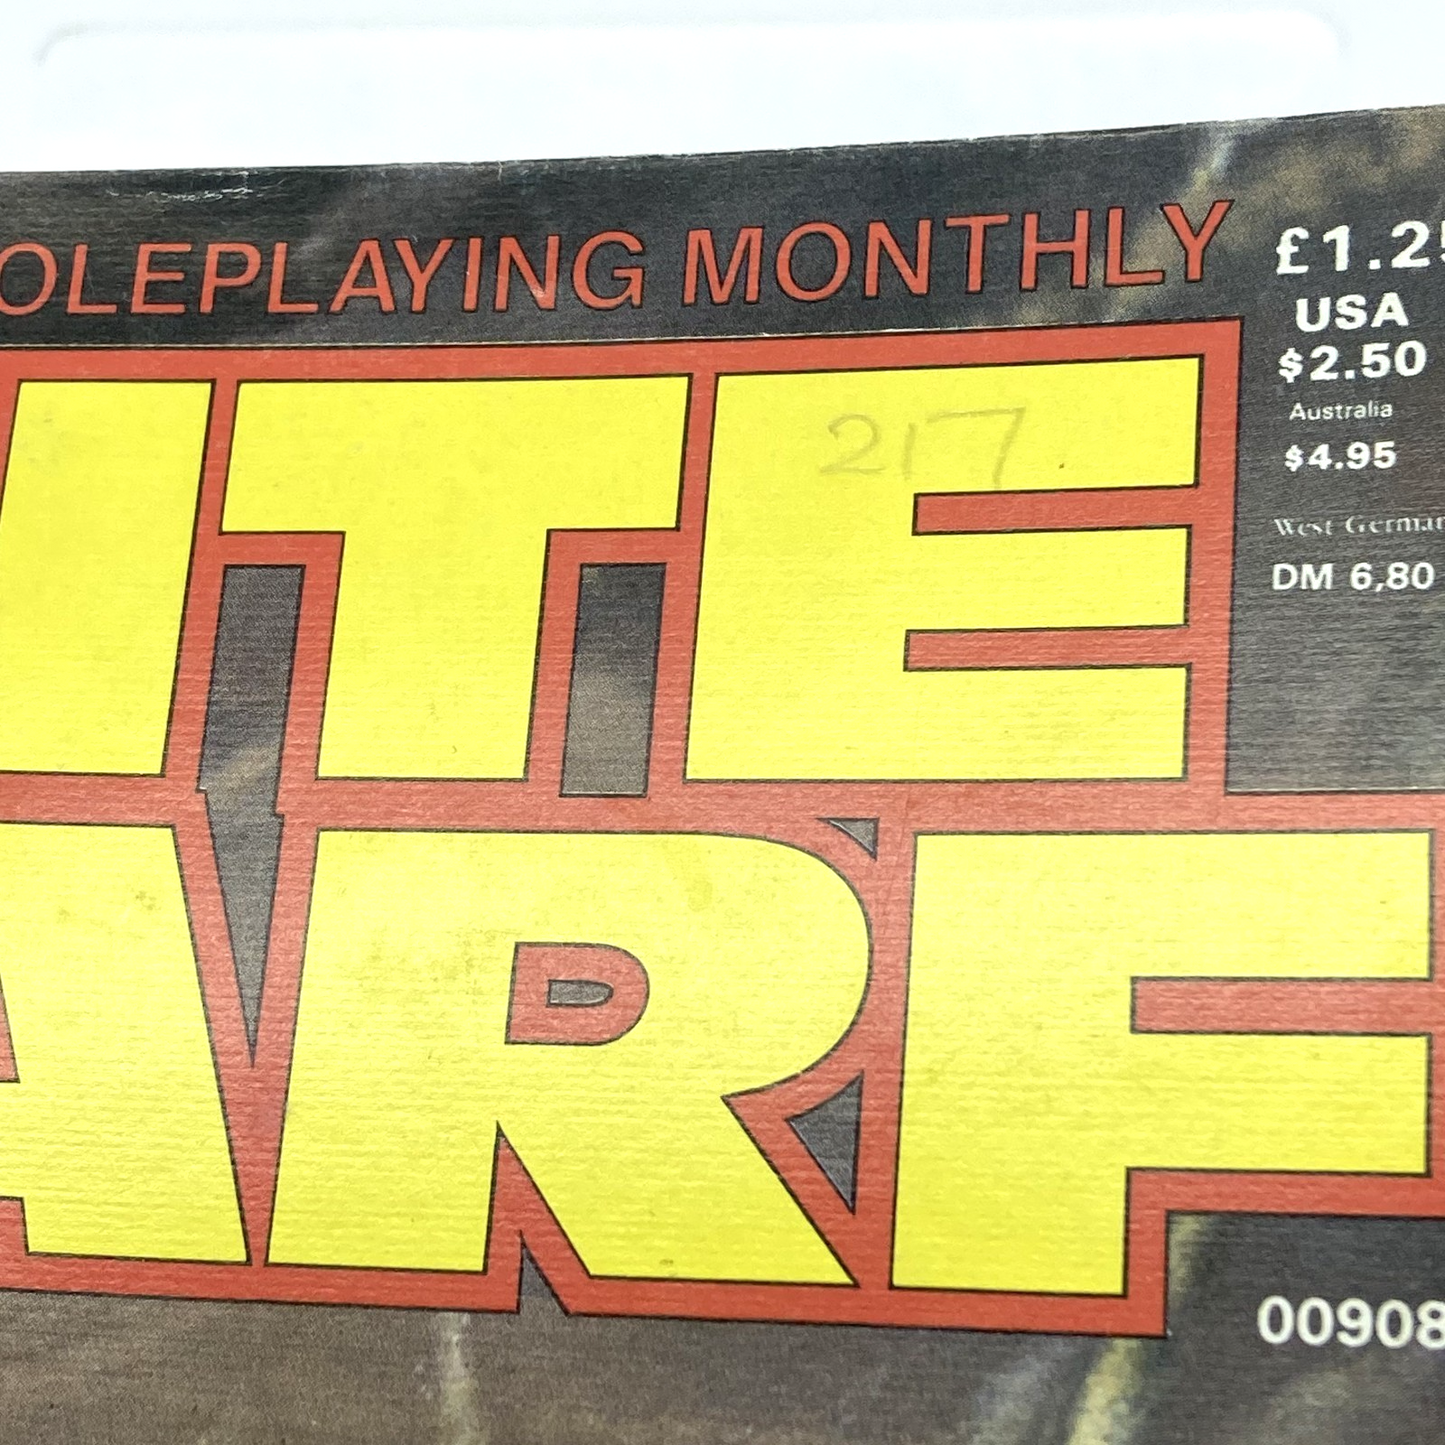 OLEPLAYING MONTHLY
£1.25
USA
$2.50
Australia
$4.95
West German
DM 6,80
ITE
217
ARF
00908